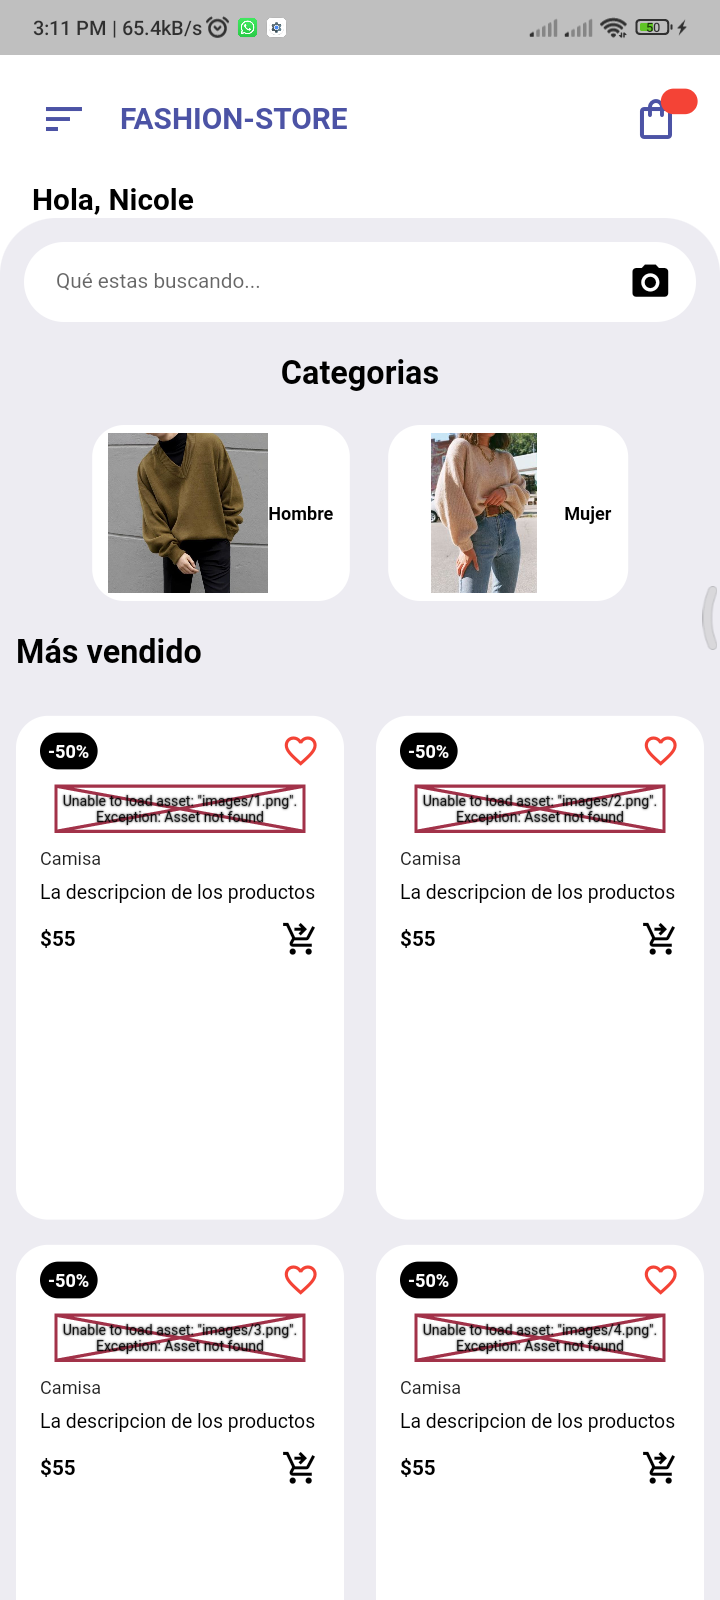 3:11 PM | 65.4kB/s
50
FASHION-STORE
Hola, Nicole
Qué estas buscando...
Categorias
Hombre
Mujer
Más vendido
-50%
Unable to load asset: "images/1.png".
Exception: Asset not found
Camisa
La descripcion de los productos
$55
-50%
Unable to load asset: "images/2.png".
Exception: Asset not found
Camisa
La descripcion de los productos
$55
-50%
Unable to load asset: "images/3.png".
Exception: Asset not found
Camisa
La descripcion de los productos
$55
-50%
Unable to load asset: "images/4.png".
Exception: Asset not found
Camisa
La descripcion de los productos
$55